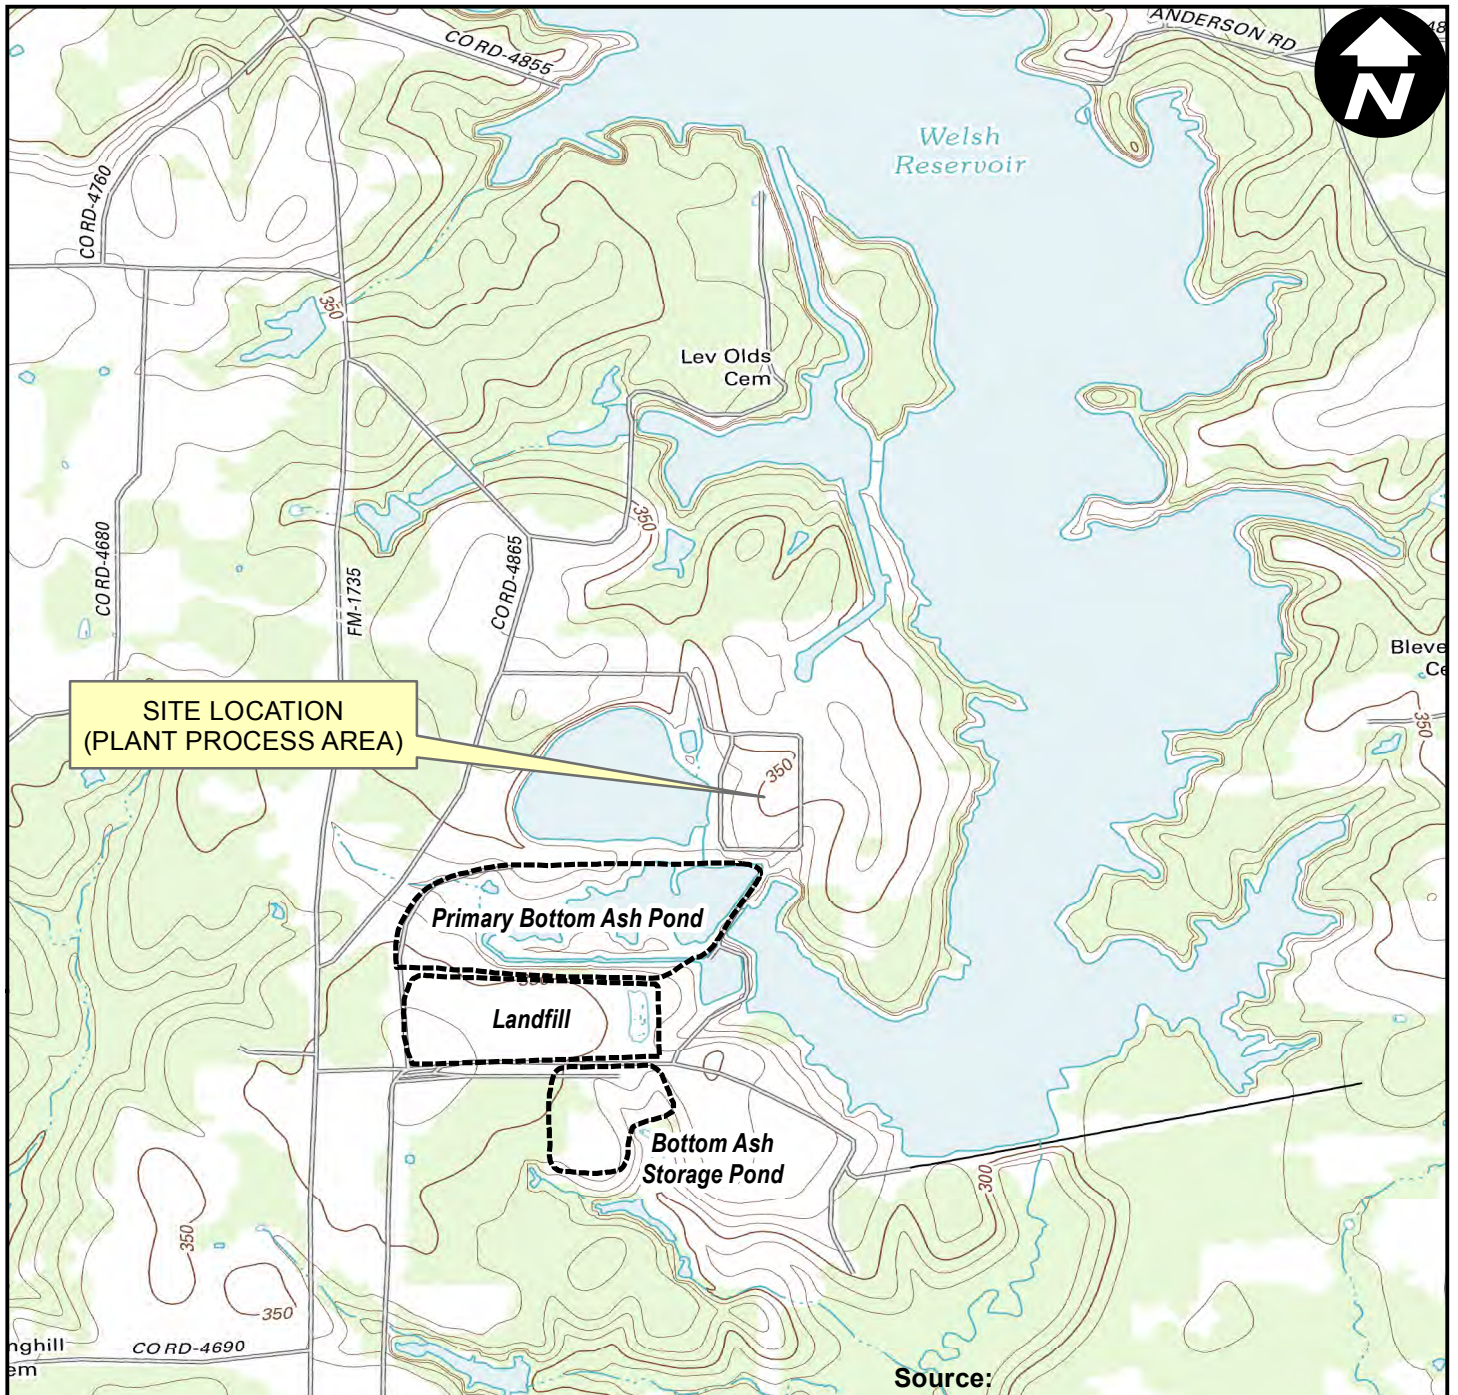 ANDERSON RD
48
N
CO RD-4855
Welsh
Reservoir
CO RD-4760
350
Lev Olds
Cem
350
CO RD-4680
CO RD-4865
FM-1735
Bleve
Ce
350
SITE LOCATION
(PLANT PROCESS AREA)
350
Primary Bottom Ash Pond
Landfill
Bottom Ash
Storage Pond
300
350
350
nghill
em
CO RD-4690
Source: